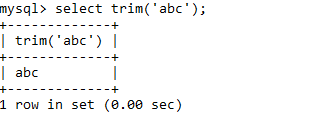 mysql> select trim('abc');
+-------------+
| trim('abc') |
+-------------+
| abc         |
+-------------+
1 row in set (0.00 sec)